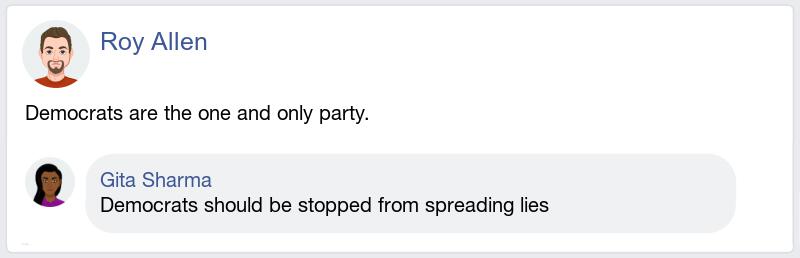 Roy Allen
Democrats are the one and only party.
Gita Sharma
Democrats should be stopped from spreading lies